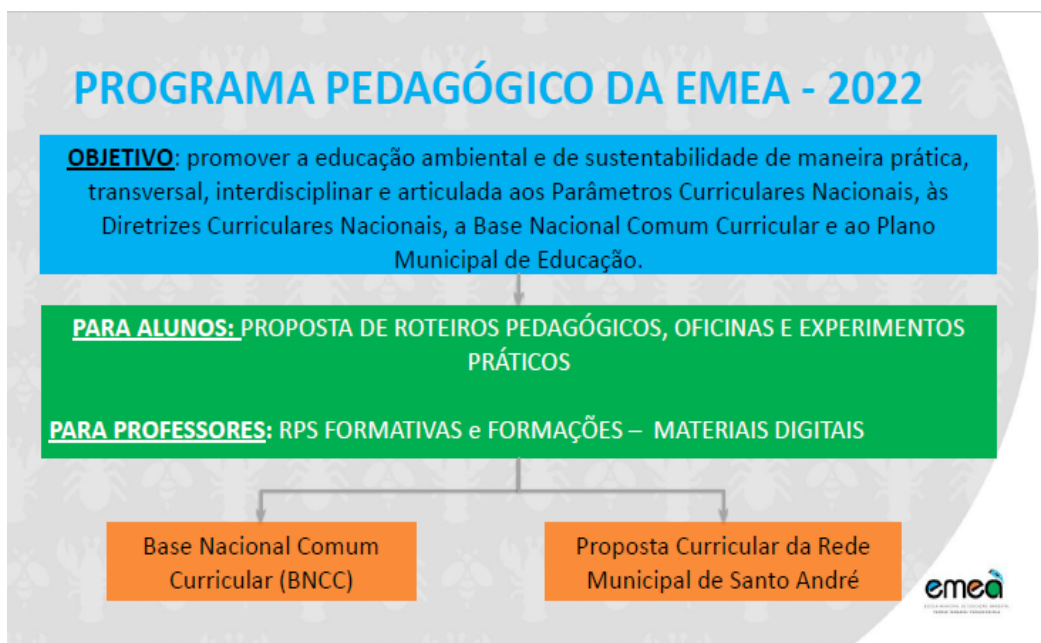 PROGRAMA PEDAGÓGICO DA EMEA - 2022
OBJETIVO: promover a educação ambiental e de sustentabilidade de maneira prática,
transversal, interdisciplinar e articulada aos Parâmetros Curriculares Nacionais, às
Diretrizes Curriculares Nacionais, a Base Nacional Comum Curricular e ao Plano
Municipal de Educação.
PARA ALUNOS: PROPOSTA DE ROTEIROS PEDAGÓGICOS, OFICINAS E EXPERIMENTOS
PRÁTICOS
PARA PROFESSORES: RPS FORMATIVAS e FORMAÇÕES – MATERIAIS DIGITAIS
Base Nacional Comum
Curricular (BNCC)
Proposta Curricular da Rede
Municipal de Santo André
emeà